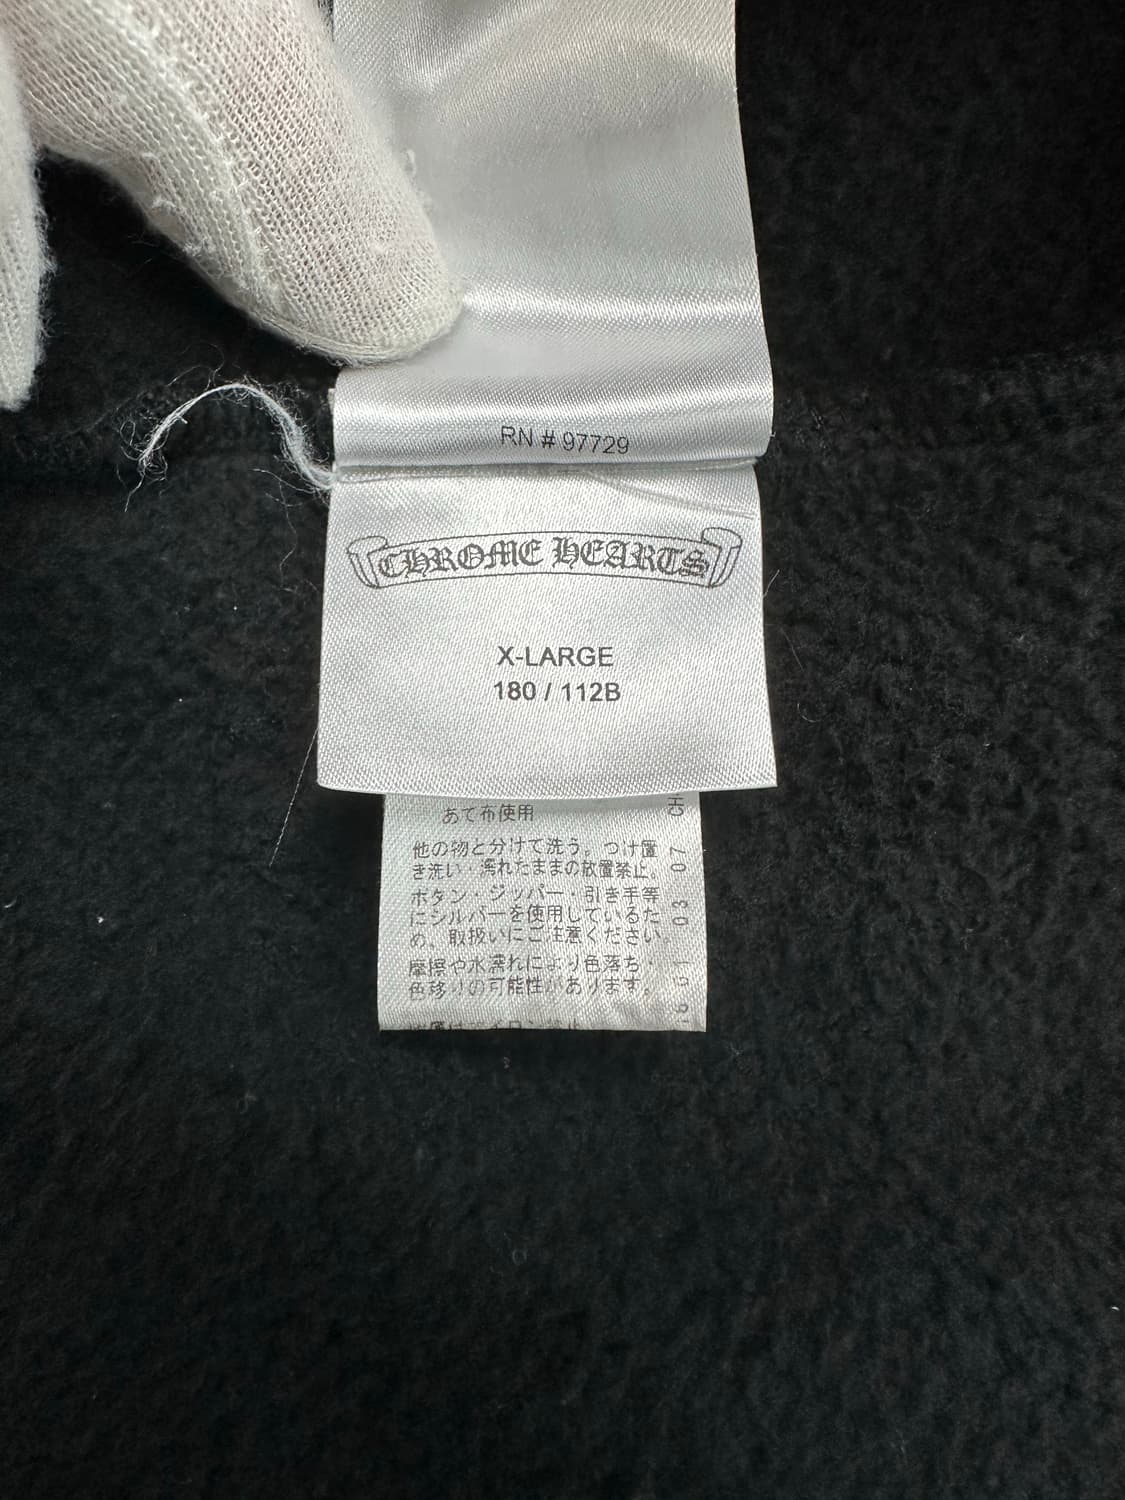 RN # 97729
CHROME HEARTS
X-LARGE
180 / 112B
あて布使用
他の物と分けて洗う。つけ置
き洗い・濡れたままの放置禁止。
ボタン・ジッパー・引き手等
にシルバーを使用しているた
め、取扱いにご注意ください。
摩擦や水濡れにより色落ち・
色移りの可能性があります。
CH
07
03
01